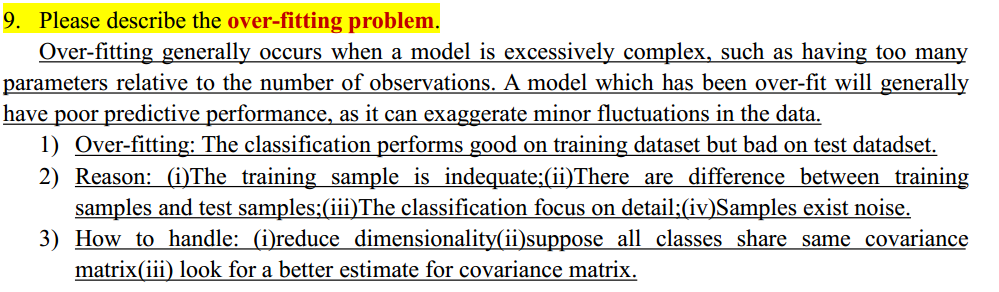 9. Please describe the over-fitting problem.
Over-fitting generally occurs when a model is excessively complex, such as having too many
parameters relative to the number of observations. A model which has been over-fit will generally
have poor predictive performance, as it can exaggerate minor fluctuations in the data.
1) Over-fitting: The classification performs good on training dataset but bad on test datadset.
2) Reason: (i)The training sample is indequate;(ii)There are difference between training
samples and test samples;(iii)The classification focus on detail;(iv)Samples exist noise.
3) How to handle: (i)reduce dimensionality(ii)suppose all classes share same covariance
matrix(iii) look for a better estimate for covariance matrix.